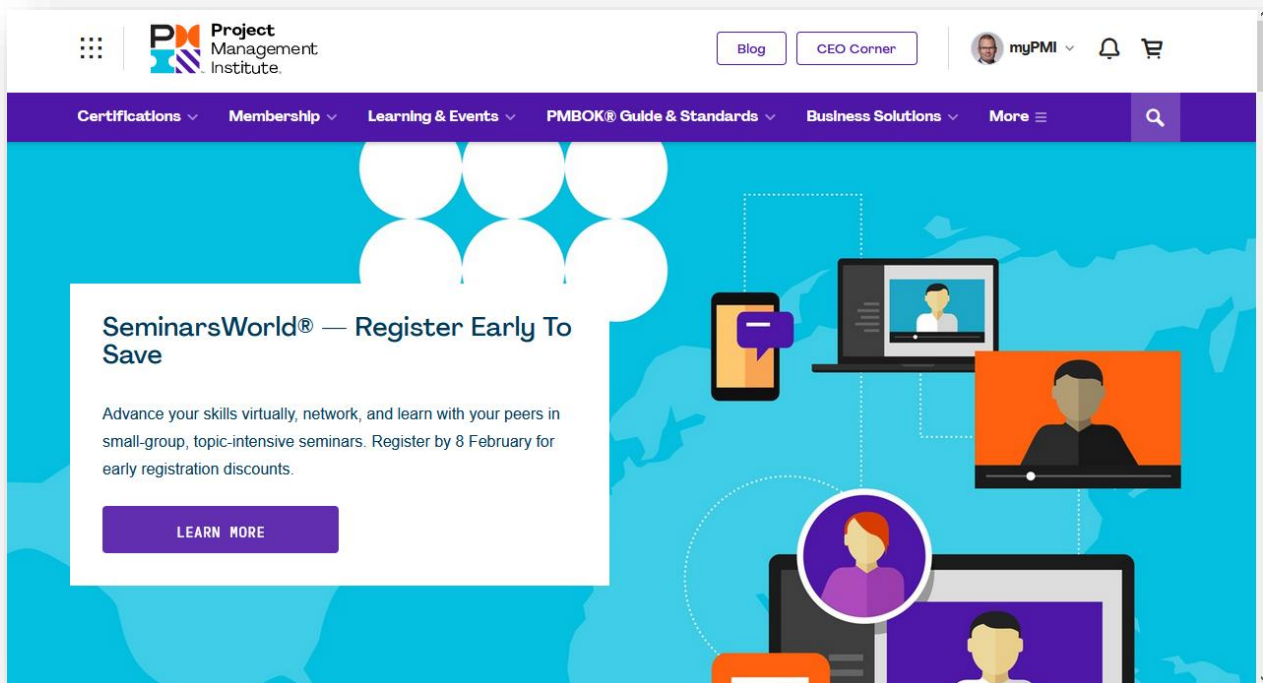 Project
Management
Institute.
Blog
CEO Corner
myPMI
Certifications
Membership
Learning & Events
PMBOK® Guide & Standards
Business Solutions
More
SeminarsWorld® — Register Early To
Save
Advance your skills virtually, network, and learn with your peers in
small-group, topic-intensive seminars. Register by 8 February for
early registration discounts.
LEARN MORE